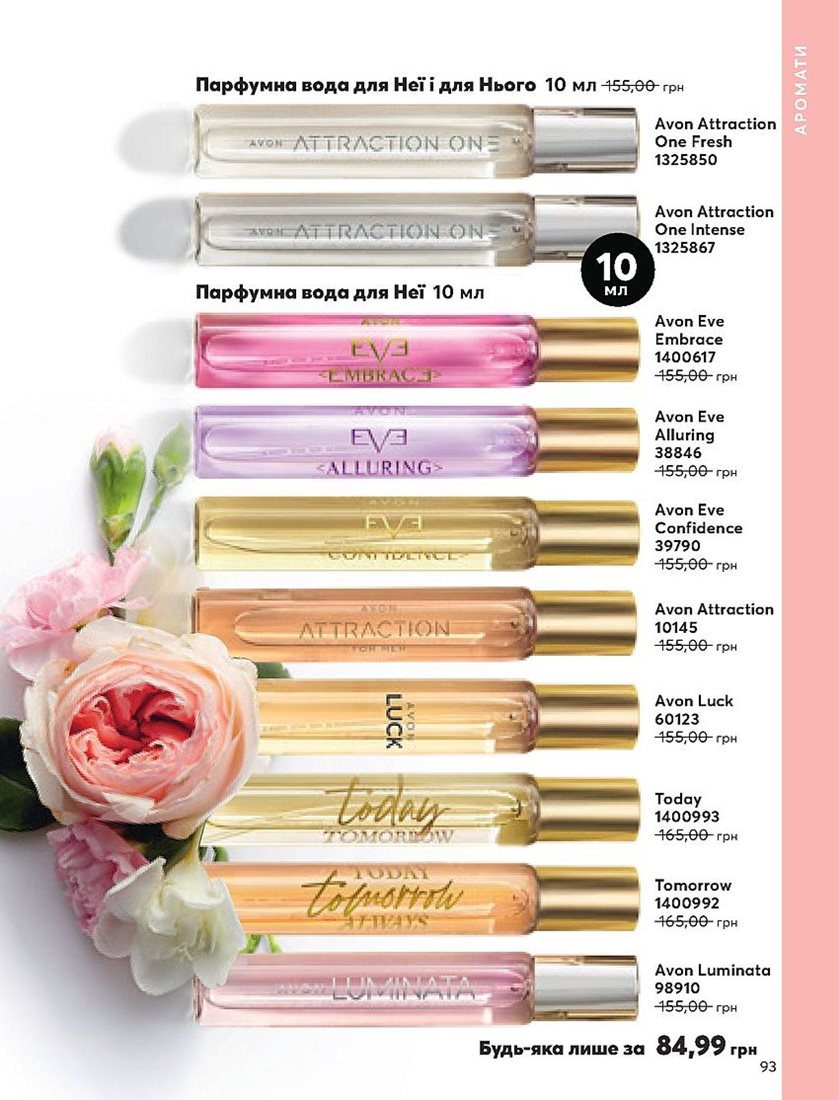 АРОМАТИ
Парфумна вода для Неї і для Нього 10 мл 155,00 грн
AVON ATTRACTION ONE
Avon Attraction
One Fresh
1325850
AVON ATTRACTION ONE
Avon Attraction
One Intense
1325867
10
МЛ
Парфумна вода для Неї 10 мл
AVON
EVE
<EMBRACE>
Avon Eve
Embrace
1400617
155,00 грн
AVON
EVE
<ALLURING>
Avon Eve
Alluring
38846
155,00 грн
AVON
EVE
<CONFIDENCE>
Avon Eve
Confidence
39790
155,00 грн
AVON
ATTRACTION
FOR HER
Avon Attraction
10145
155,00 грн
AVON
LUCK
Avon Luck
60123
155,00 грн
today
TOMORROW
Today
1400993
165,00 грн
TODAY
tomorrow
ALWAYS
Tomorrow
1400992
165,00 грн
AVON LUMINATA
Avon Luminata
98910
155,00 грн
Будь-яка лише за 84,99 грн
93